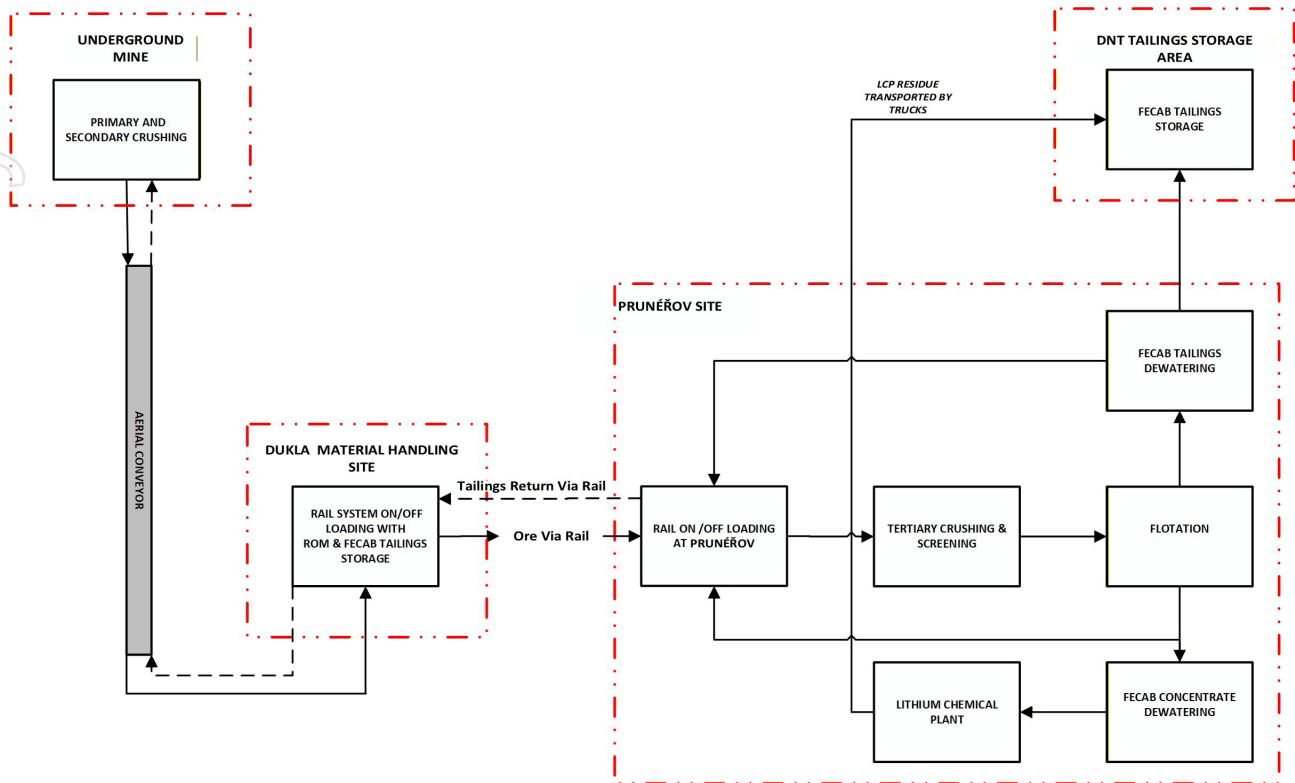 UNDERGROUND
MINE
PRIMARY AND
SECONDARY CRUSHING
AERIAL CONVEYOR
DUKLA MATERIAL HANDLING
SITE
RAIL SYSTEM ON/OFF
LOADING WITH
ROM & FECAB TAILINGS
STORAGE
Tailings Return Via Rail
Ore Via Rail
DNT TAILINGS STORAGE
AREA
LCP RESIDUE
TRANSPORTED BY
TRUCKS
FECAB TAILINGS
STORAGE
PRUNÉŘOV SITE
FECAB TAILINGS
DEWATERING
RAIL ON /OFF LOADING
AT PRUNÉŘOV
TERTIARY CRUSHING &
SCREENING
FLOTATION
LITHIUM CHEMICAL
PLANT
FECAB CONCENTRATE
DEWATERING